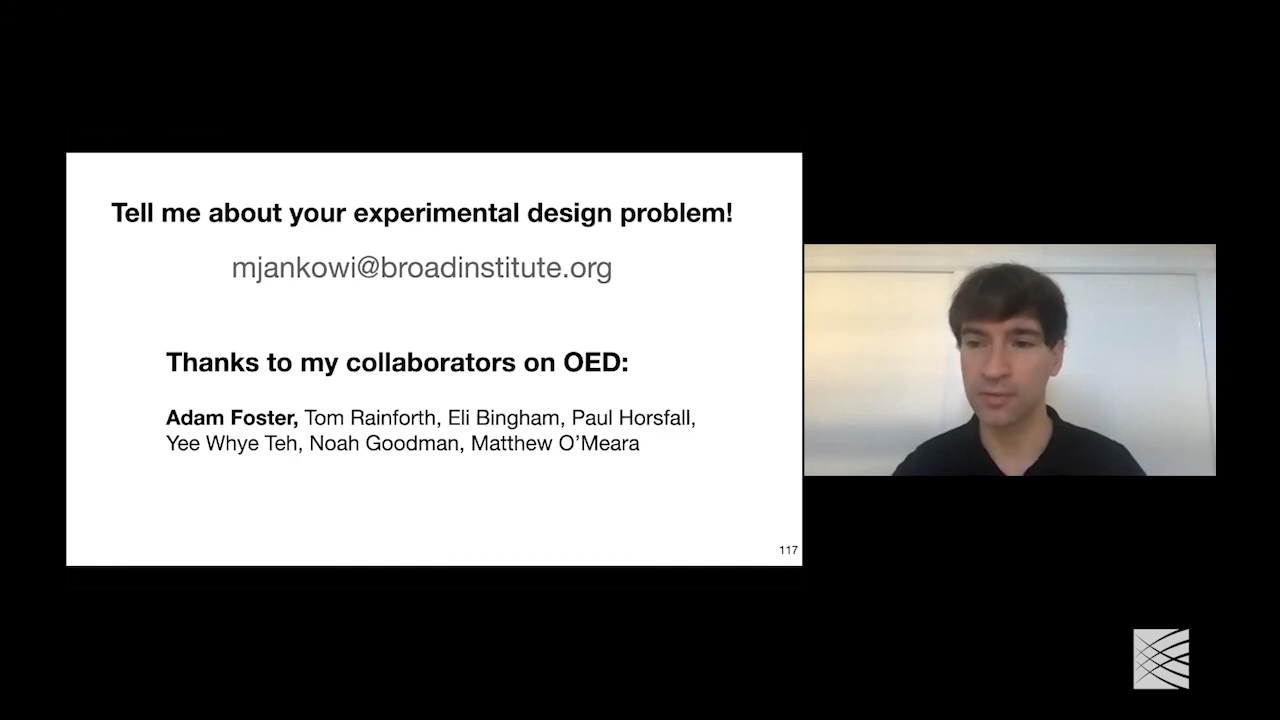 Tell me about your experimental design problem!
mjankowi@broadinstitute.org
Thanks to my collaborators on OED:
Adam Foster, Tom Rainforth, Eli Bingham, Paul Horsfall,
Yee Whye Teh, Noah Goodman, Matthew O’Meara
117